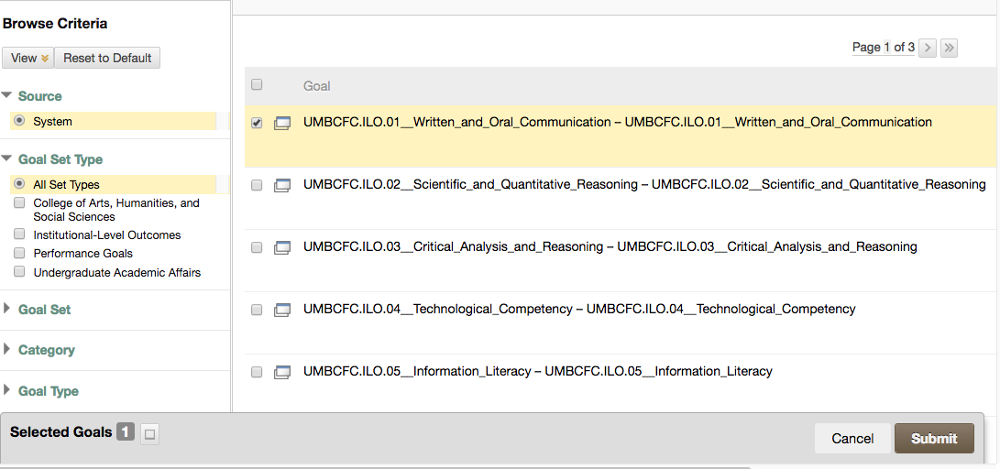 Browse Criteria
View Reset to Default
Source
System
Goal Set Type
All Set Types
College of Arts, Humanities, and
Social Sciences
Institutional-Level Outcomes
Performance Goals
Undergraduate Academic Affairs
Goal Set
Category
Goal Type
Page 1 of 3
Goal
UMBCFC.ILO.01__Written_and_Oral_Communication – UMBCFC.ILO.01__Written_and_Oral_Communication
UMBCFC.ILO.02__Scientific_and_Quantitative_Reasoning – UMBCFC.ILO.02__Scientific_and_Quantitative_Reasoning
UMBCFC.ILO.03__Critical_Analysis_and_Reasoning – UMBCFC.ILO.03__Critical_Analysis_and_Reasoning
UMBCFC.ILO.04__Technological_Competency – UMBCFC.ILO.04__Technological_Competency
UMBCFC.ILO.05__Information_Literacy – UMBCFC.ILO.05__Information_Literacy
Selected Goals 1
Cancel Submit